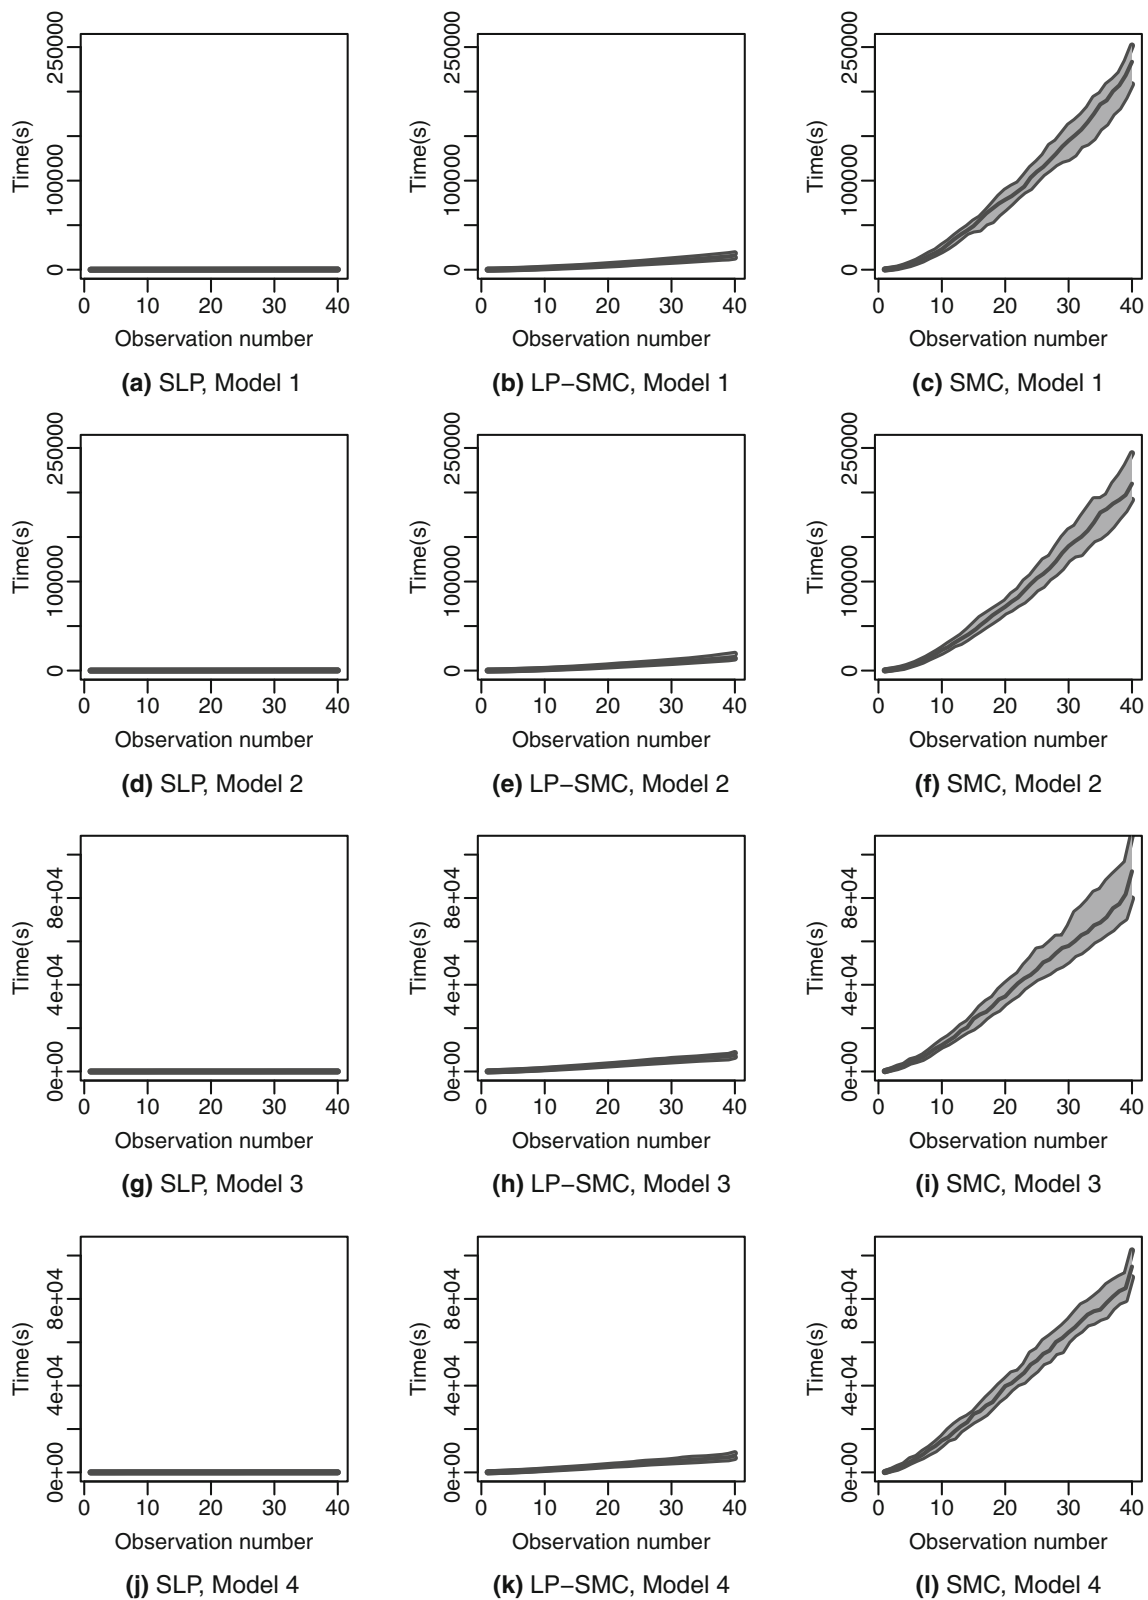 250000
100000
0
Time(s)
0 10 20 30 40
Observation number
(a) SLP, Model 1
250000
100000
0
Time(s)
0 10 20 30 40
Observation number
(b) LP−SMC, Model 1
250000
100000
0
Time(s)
0 10 20 30 40
Observation number
(c) SMC, Model 1
250000
100000
0
Time(s)
0 10 20 30 40
Observation number
(d) SLP, Model 2
250000
100000
0
Time(s)
0 10 20 30 40
Observation number
(e) LP−SMC, Model 2
250000
100000
0
Time(s)
0 10 20 30 40
Observation number
(f) SMC, Model 2
8e+04
4e+04
0e+00
Time(s)
0 10 20 30 40
Observation number
(g) SLP, Model 3
8e+04
4e+04
0e+00
Time(s)
0 10 20 30 40
Observation number
(h) LP−SMC, Model 3
8e+04
4e+04
0e+00
Time(s)
0 10 20 30 40
Observation number
(i) SMC, Model 3
8e+04
4e+04
0e+00
Time(s)
0 10 20 30 40
Observation number
(j) SLP, Model 4
8e+04
4e+04
0e+00
Time(s)
0 10 20 30 40
Observation number
(k) LP−SMC, Model 4
8e+04
4e+04
0e+00
Time(s)
0 10 20 30 40
Observation number
(l) SMC, Model 4